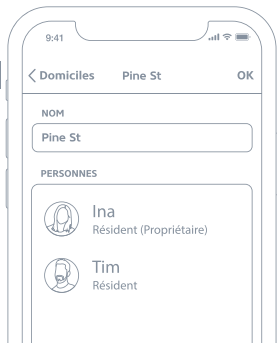 9:41
Domiciles Pine St OK
NOM
Pine St
PERSONNES
Ina
Résident (Propriétaire)
Tim
Résident